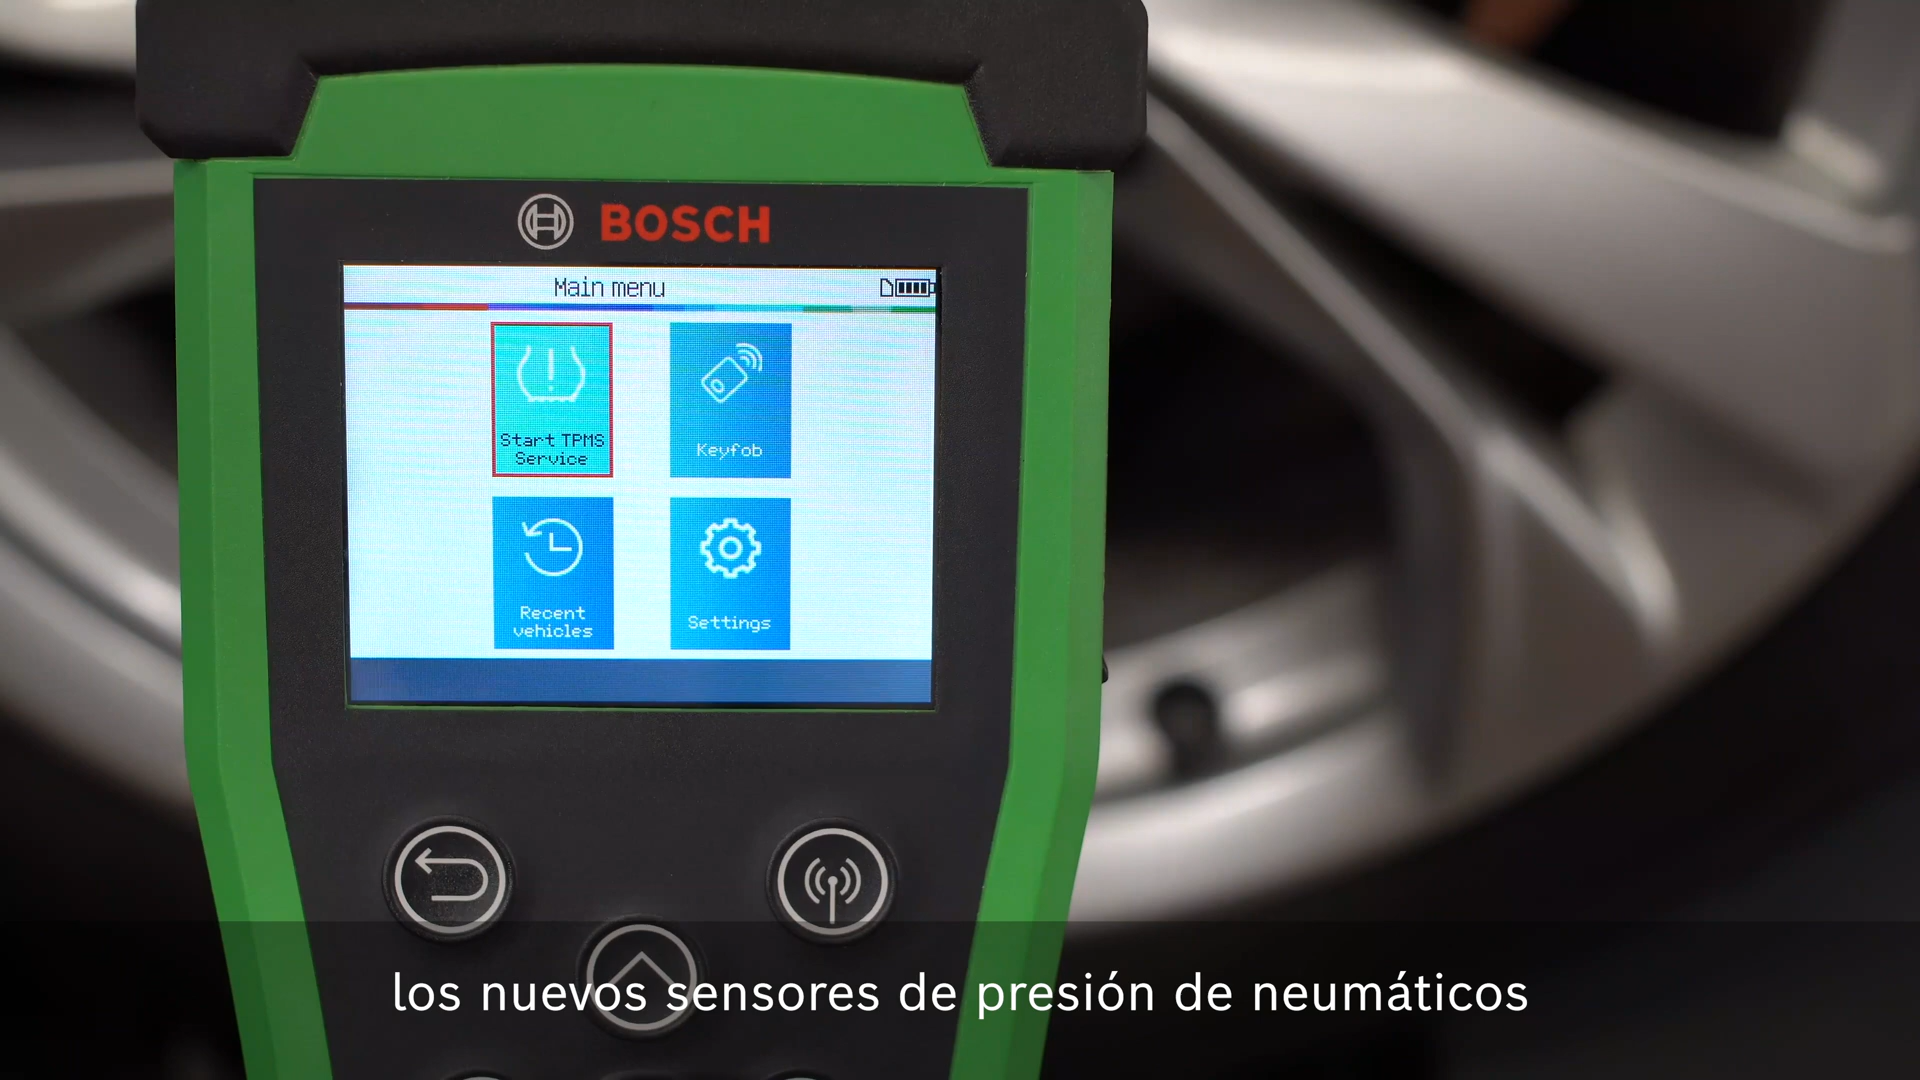 BOSCH
Main menu
Start TPMS
Service
Keyfob
Recent
vehicles
Settings
los nuevos sensores de presión de neumáticos